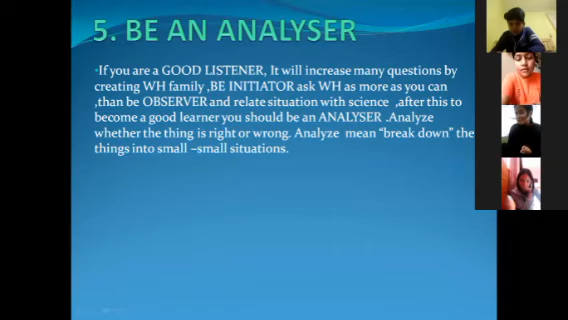 5. BE AN ANALYSER
•If you are a GOOD LISTENER, It will increase many questions by
creating WH family ,BE INITIATOR ask WH as more as you can
,than be OBSERVER and relate situation with science ,after this to
become a good learner you should be an ANALYSER .Analyze
whether the thing is right or wrong. Analyze mean “break down” the
things into small –small situations.